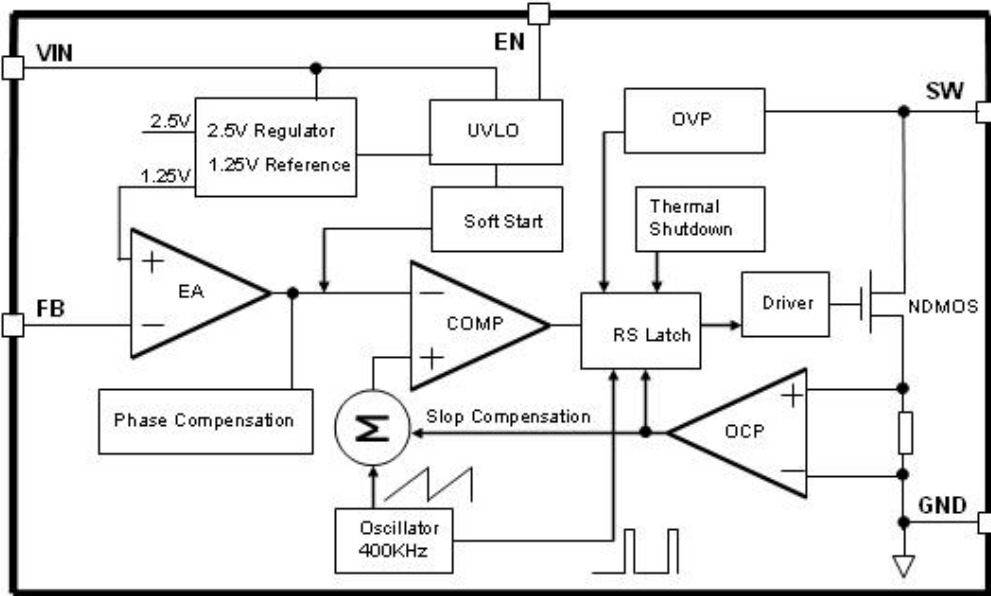 EN
VIN
SW
2.5V
2.5V Regulator
1.25V Reference
UVLO
OVP
1.25V
Soft Start
Thermal
Shutdown
+
EA
−
FB
−
COMP
+
RS Latch
Driver
NDMOS
Phase Compensation
Σ
Slop Compensation
+
OCP
−
GND
Oscillator
400KHz